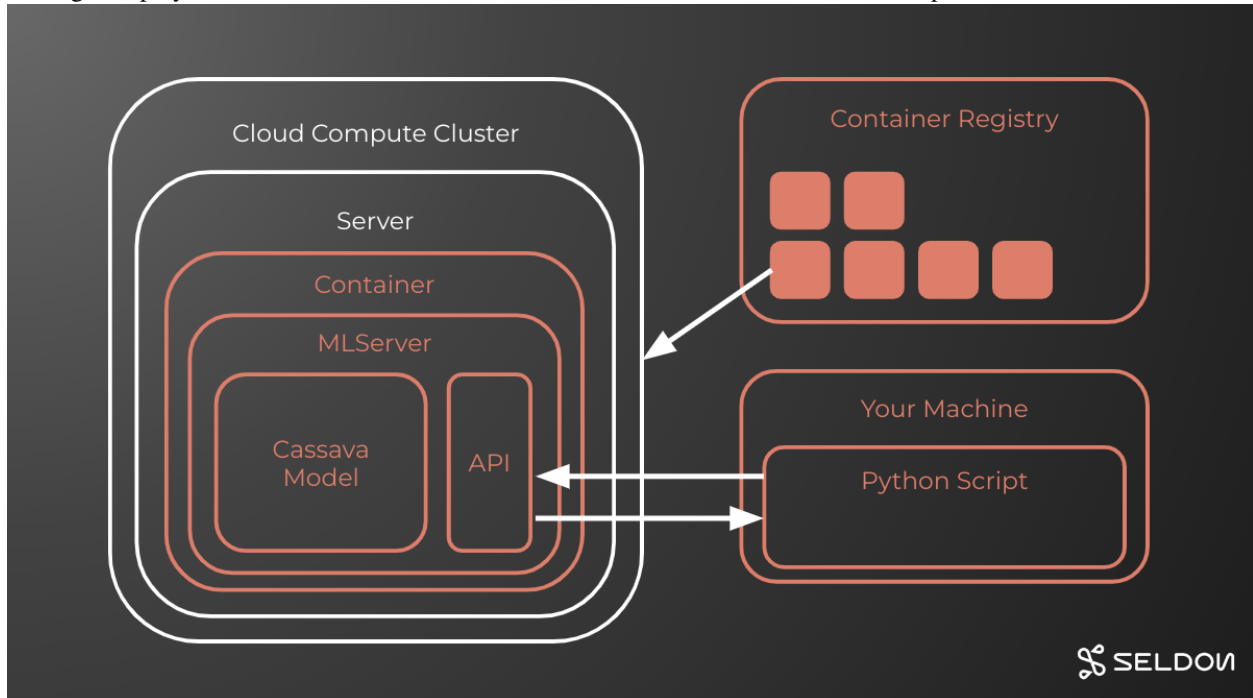 Cloud Compute Cluster
Server
Container
MLServer
Cassava
Model
API
Container Registry
Your Machine
Python Script
SELDON